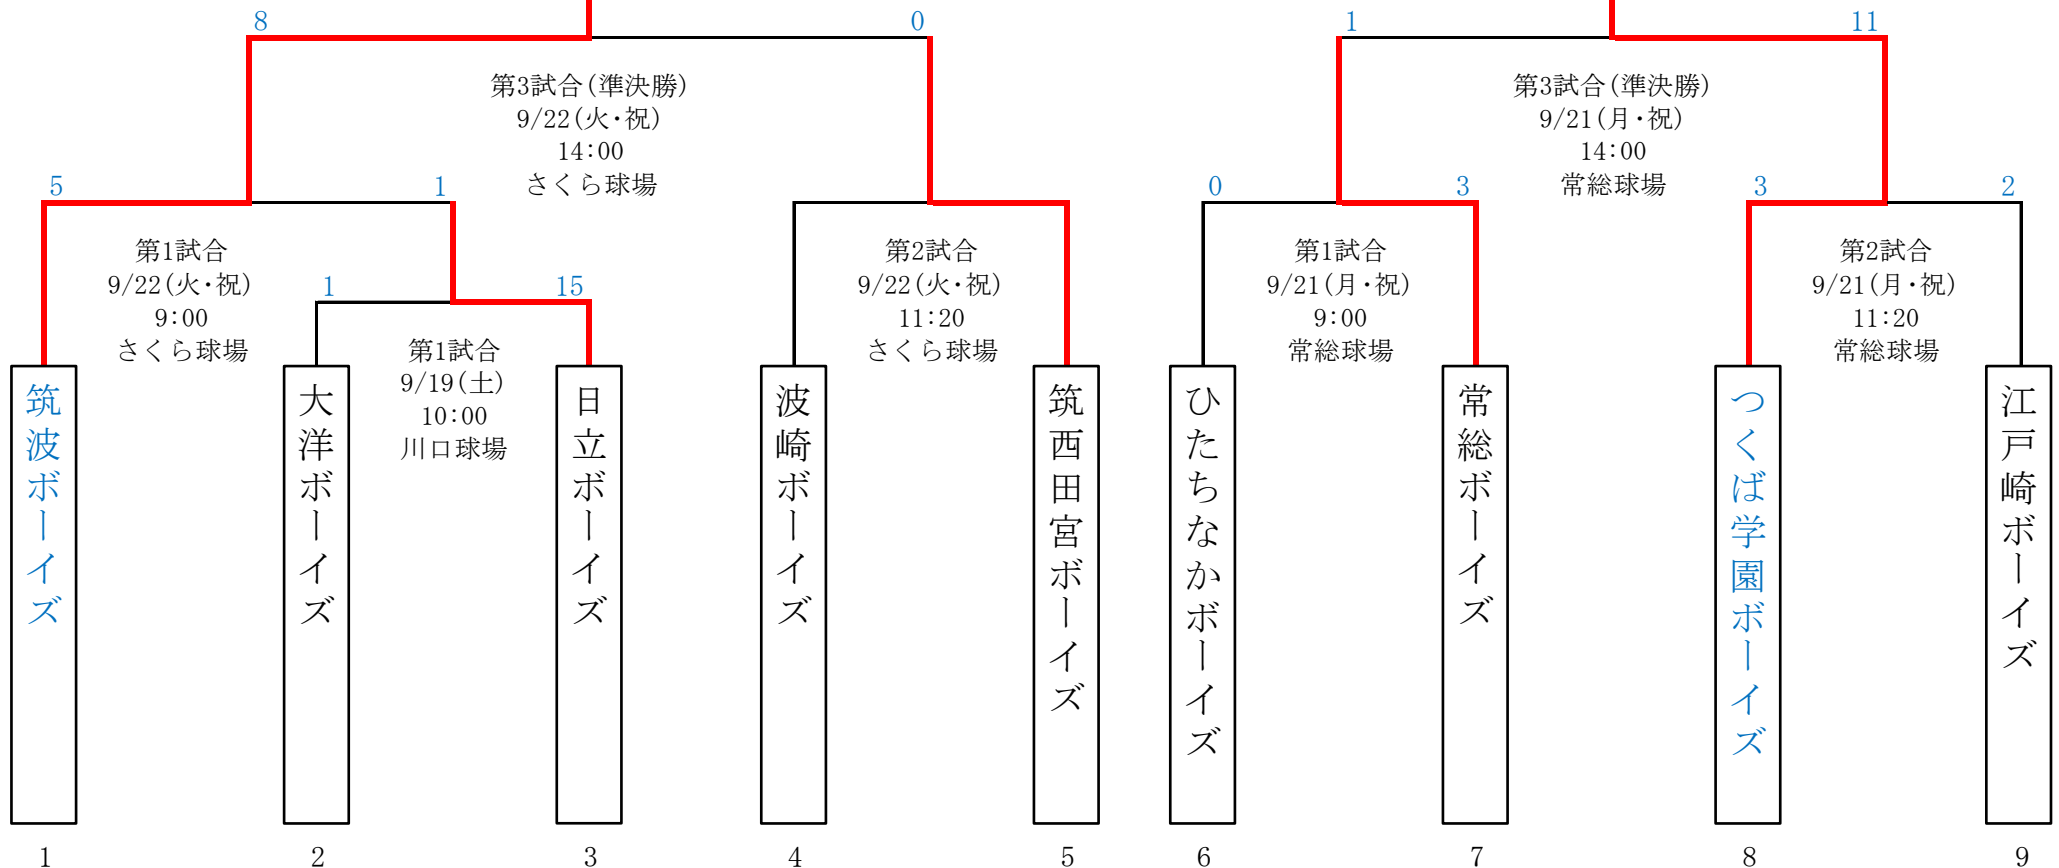 8
0
1
11
第3試合(準決勝)
9/22(火・祝)
14:00
さくら球場
第3試合(準決勝)
9/21(月・祝)
14:00
常総球場
5
1
0
3
3
2
第1試合
9/22(火・祝)
9:00
さくら球場
1
15
第1試合
9/19(土)
10:00
川口球場
第2試合
9/22(火・祝)
11:20
さくら球場
第1試合
9/21(月・祝)
9:00
常総球場
第2試合
9/21(月・祝)
11:20
常総球場
筑波ボーイズ
大洋ボーイズ
日立ボーイズ
波崎ボーイズ
筑西田宮ボーイズ
ひたちなかボーイズ
常総ボーイズ
つくば学園ボーイズ
江戸崎ボーイズ
1
2
3
4
5
6
7
8
9